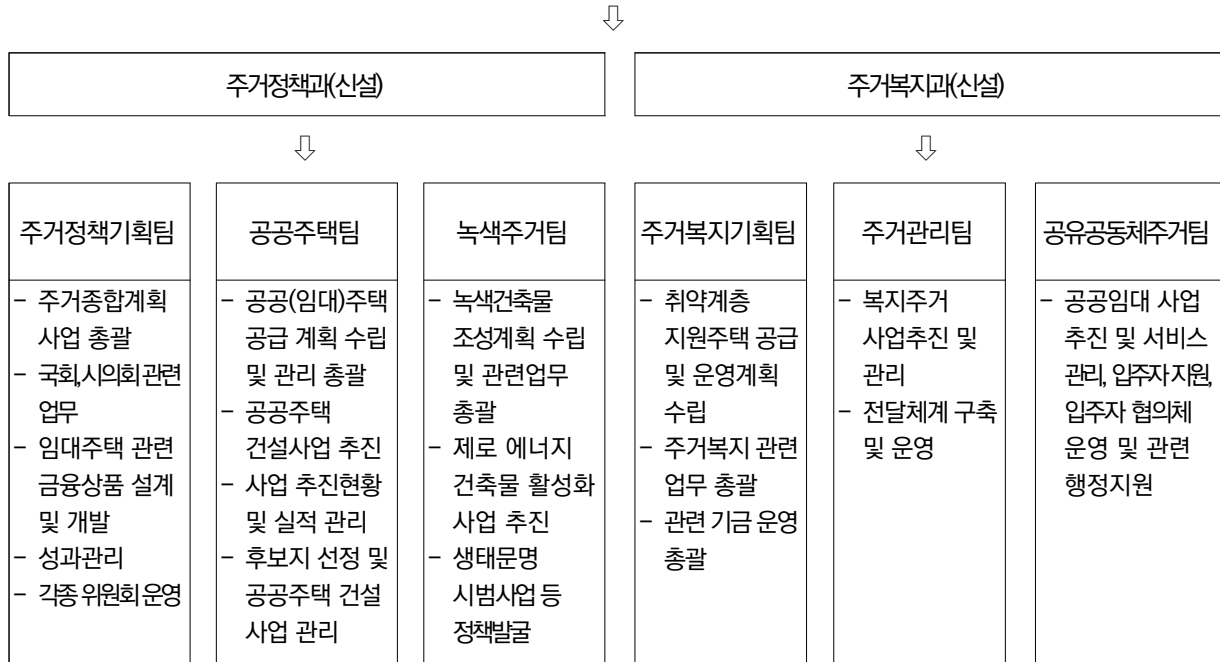 ⇩
주거정책과(신설)
주거복지과(신설)
⇩
⇩
주거정책기획팀
- 주거종합계획
사업 총괄
- 국회,시의회 관련
업무
- 임대주택 관련
금융상품 설계
및 개발
- 성과관리
- 각종 위원회 운영
공공주택팀
- 공공(임대)주택
공급 계획 수립
및 관리 총괄
- 공공주택
건설사업 추진
- 사업 추진현황
및 실적 관리
- 후보지 선정 및
공공주택 건설
사업 관리
녹색주거팀
- 녹색건축물
조성계획 수립
및 관련업무
총괄
- 제로 에너지
건축물 활성화
사업 추진
- 생태문명
시범사업 등
정책발굴
주거복지기획팀
- 취약계층
지원주택 공급
및 운영계획
수립
- 주거복지 관련
업무 총괄
- 관련 기금 운영
총괄
주거관리팀
- 복지주거
사업추진 및
관리
- 전달체계 구축
및 운영
공유공동체주거팀
- 공공임대 사업
추진 및 서비스
관리, 입주자 지원,
입주자 협의체
운영 및 관련
행정지원